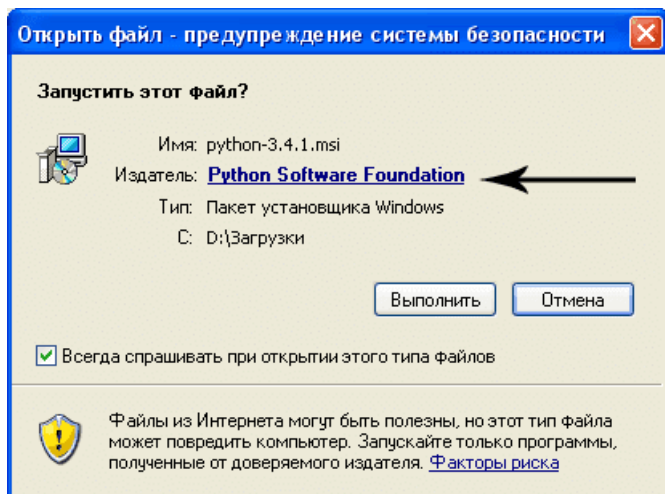 Открыть файл - предупреждение системы безопасности
Запустить этот файл?
Имя: python-3.4.1.msi
Издатель: Python Software Foundation
Тип: Пакет установщика Windows
С: D:\Загрузки
Выполнить Отмена
Всегда спрашивать при открытии этого типа файлов
Файлы из Интернета могут быть полезны, но этот тип файла
может повредить компьютер. Запускайте только программы,
полученные от доверяемого издателя. Факторы риска